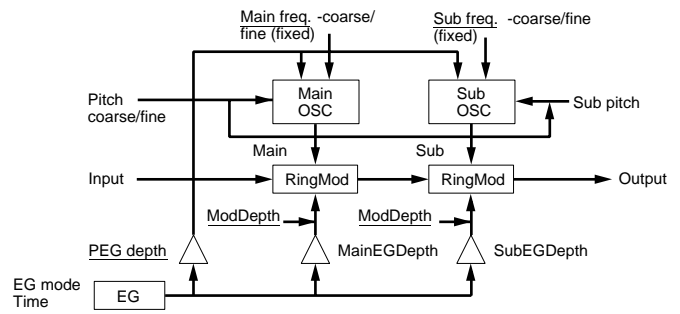 Main freq. -coarse/
fine (fixed)
Sub freq. -coarse/fine
(fixed)
Main
OSC
Sub
OSC
Pitch
coarse/fine
Sub pitch
Main
Sub
Input
RingMod
RingMod
Output
ModDepth
ModDepth
PEG depth
MainEGDepth
SubEGDepth
EG mode
Time
EG